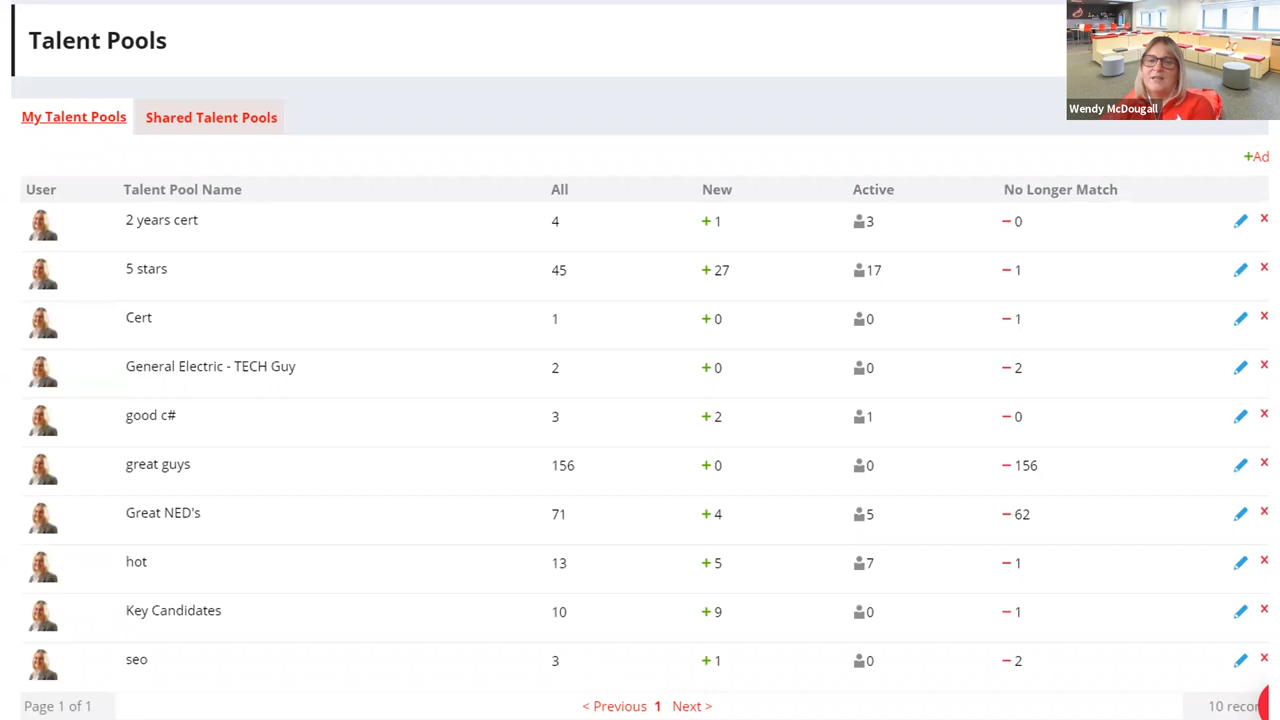 Talent Pools
Wendy McDougall
My Talent Pools Shared Talent Pools
+Ad
User Talent Pool Name All New Active No Longer Match
2 years cert 4 +1 3 −0
5 stars 45 +27 17 −1
Cert 1 +0 0 −1
General Electric - TECH Guy 2 +0 0 −2
good c# 3 +2 1 −0
great guys 156 +0 0 −156
Great NED's 71 +4 5 −62
hot 13 +5 7 −1
Key Candidates 10 +9 0 −1
seo 3 +1 0 −2
Page 1 of 1 < Previous 1 Next > 10 recor